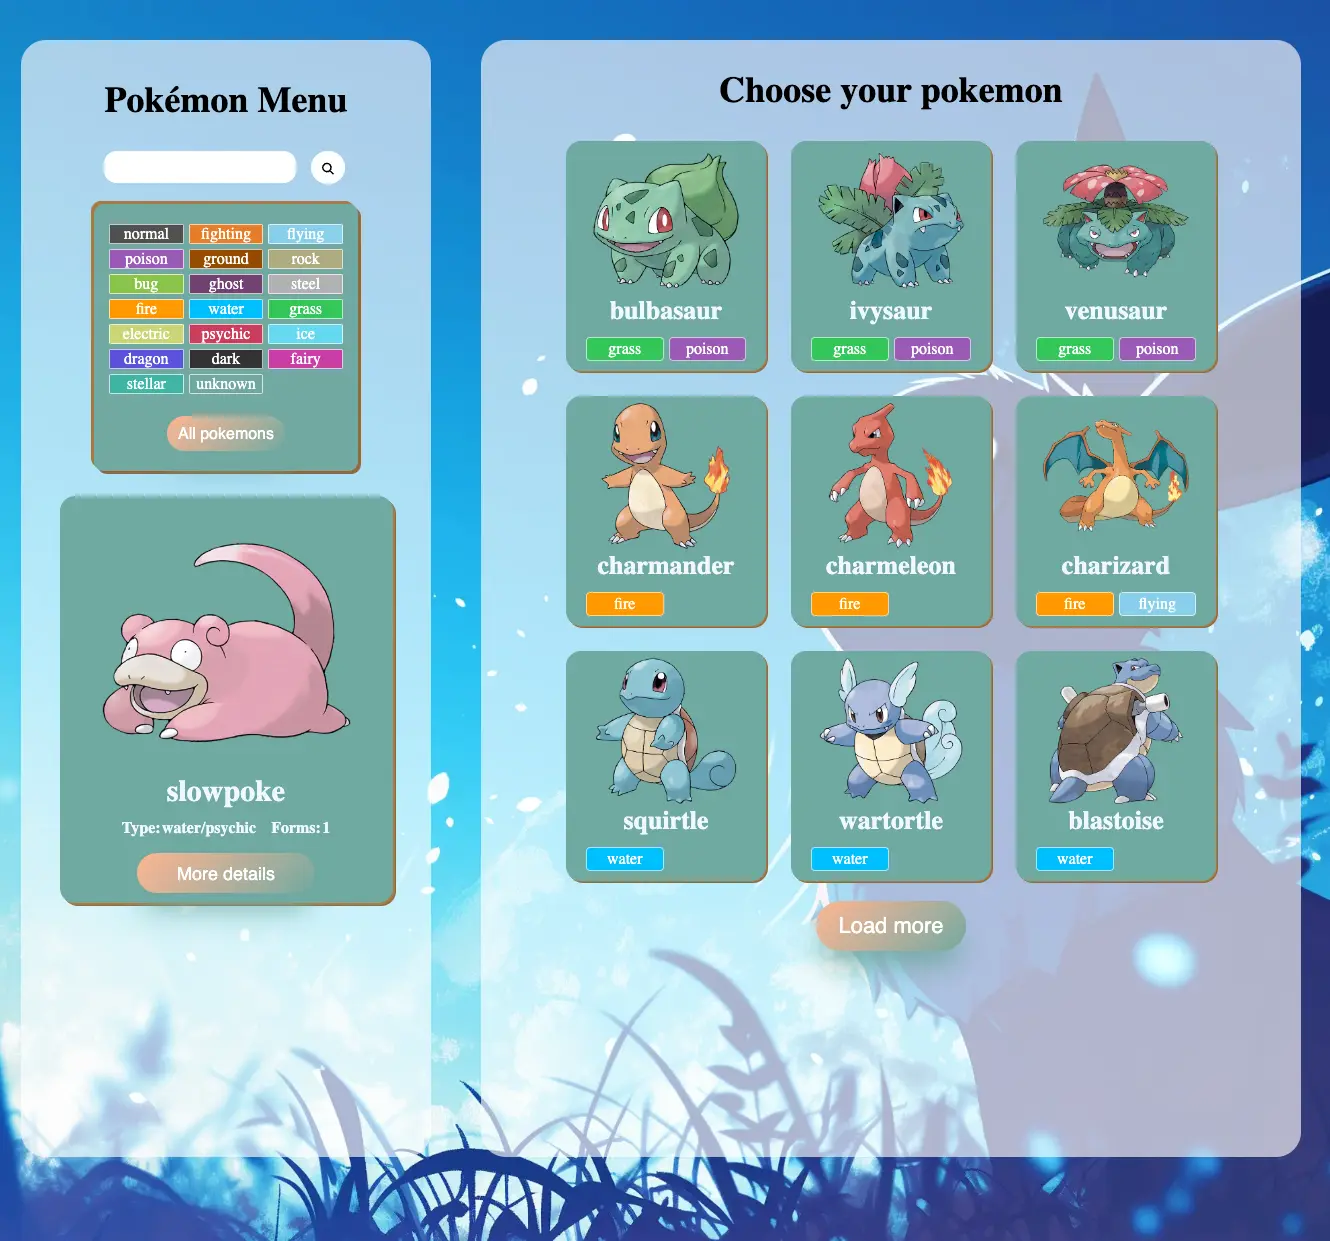 Pokémon Menu
normal fighting flying
poison ground rock
bug ghost steel
fire water grass
electric psychic ice
dragon dark fairy
stellar unknown
All pokemons
slowpoke
Type: water/psychic Forms: 1
More details
Choose your pokemon
bulbasaur ivysaur venusaur
grass poison grass poison grass poison
charmander charmeleon charizard
fire fire fire flying
squirtle wartortle blastoise
water water water
Load more